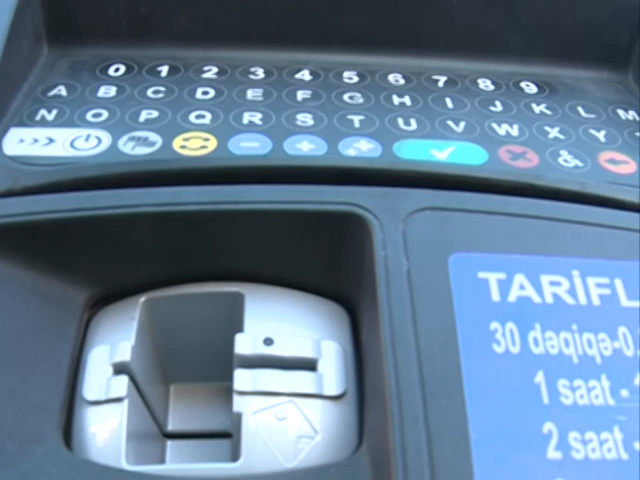 0 1 2 3 4 5 6 7 8 9
A B C D E F G H I J K L M
N O P Q R S T U V W X Y
>>>
− +
TARİFL
30 dəqiqə-0.
1 saat -
2 saat -